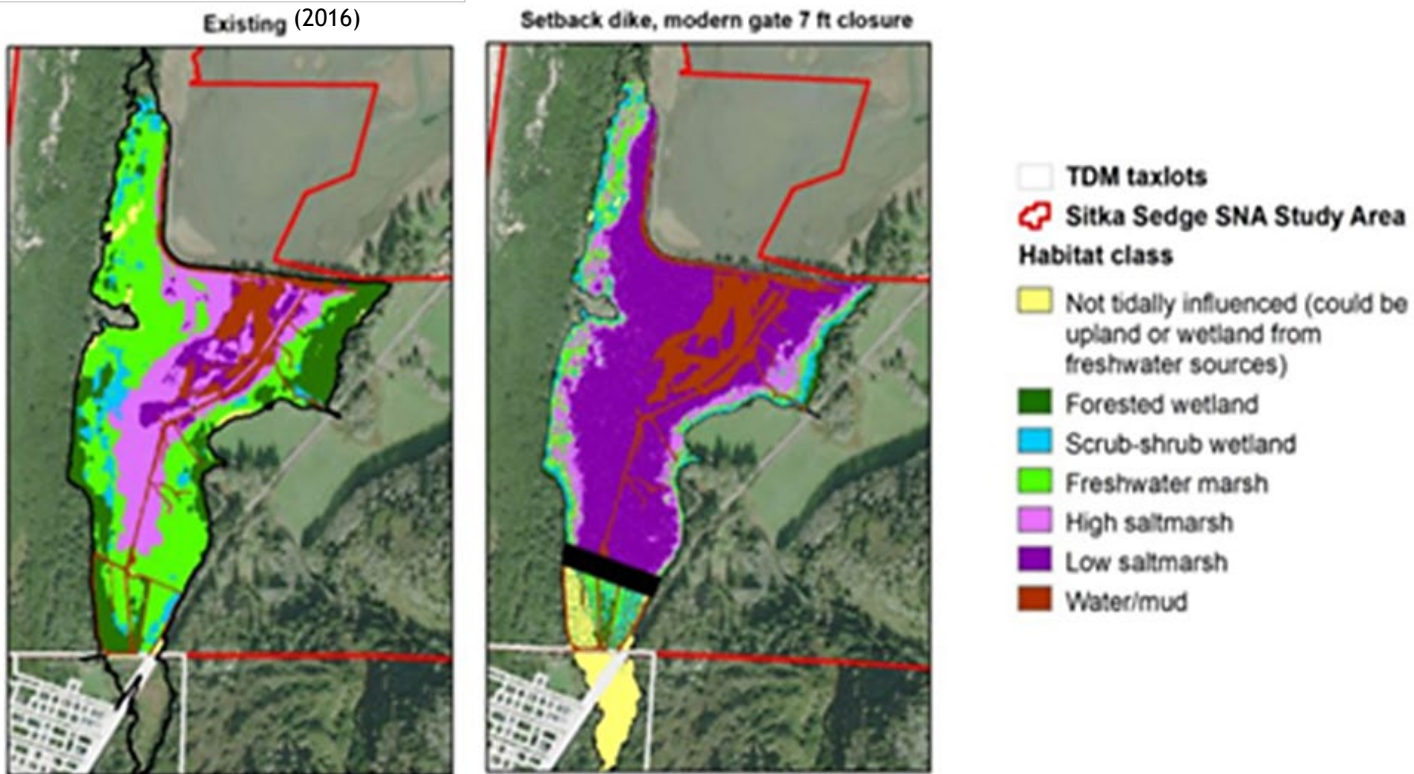 Existing (2016)
Setback dike, modern gate 7 ft closure
TDM taxlots
Sitka Sedge SNA Study Area
Habitat class
Not tidally influenced (could be
upland or wetland from
freshwater sources)
Forested wetland
Scrub-shrub wetland
Freshwater marsh
High saltmarsh
Low saltmarsh
Water/mud